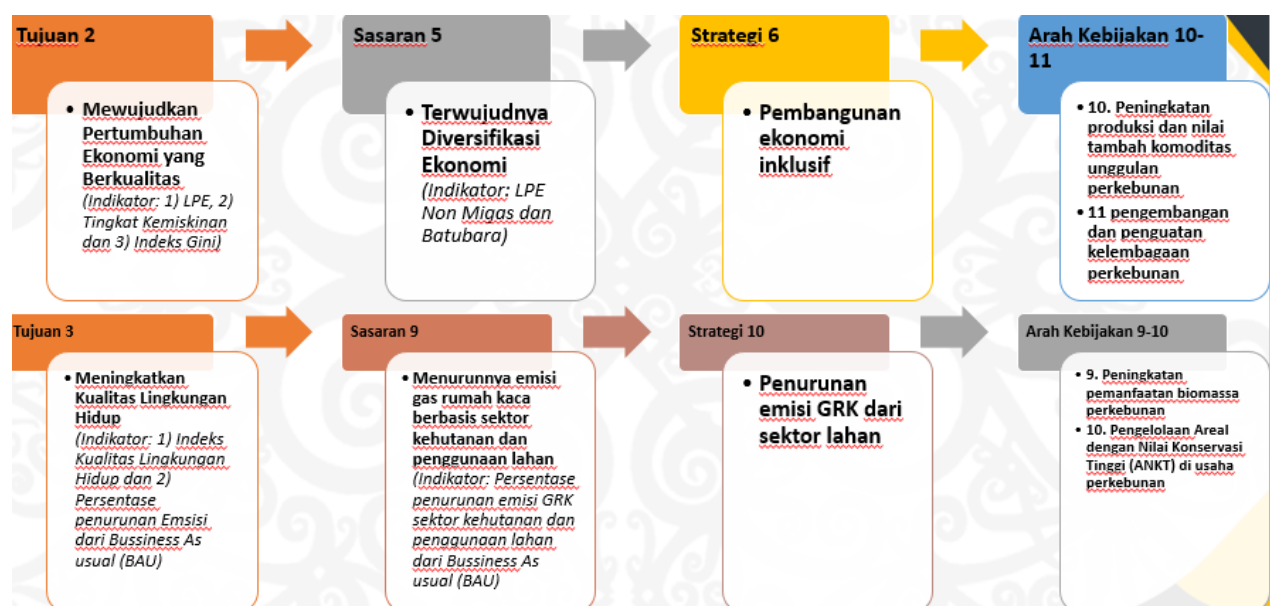 Tujuan 2
Mewujudkan
Pertumbuhan
Ekonomi yang
Berkualitas
(Indikator: 1) LPE, 2)
Tingkat Kemiskinan
dan 3) Indeks Gini)
Sasaran 5
Terwujudnya
Diversifikasi
Ekonomi
(Indikator: LPE
Non Migas dan
Batubara)
Strategi 6
Pembangunan
ekonomi
inklusif
Arah Kebijakan 10-
11
10. Peningkatan
produksi dan nilai
tambah komoditas
unggulan
perkebunan
11 pengembangan
dan penguatan
kelembagaan
perkebunan
Tujuan 3
Meningkatkan
Kualitas Lingkungan
Hidup
(Indikator: 1) Indeks
Kualitas Lingkungan
Hidup dan 2)
Persentase
penurunan Emsisi
dari Bussiness As
usual (BAU)
Sasaran 9
Menurunnya emisi
gas rumah kaca
berbasis sektor
kehutanan dan
penggunaan lahan
(Indikator: Persentase
penurunan emisi GRK
sektor kehutanan dan
penggunaan lahan
dari Bussiness As
usual (BAU)
Strategi 10
Penurunan
emisi GRK dari
sektor lahan
Arah Kebijakan 9-10
9. Peningkatan
pemanfaatan biomassa
perkebunan
10. Pengelolaan Areal
dengan Nilai Konservasi
Tinggi (ANKT) di usaha
perkebunan